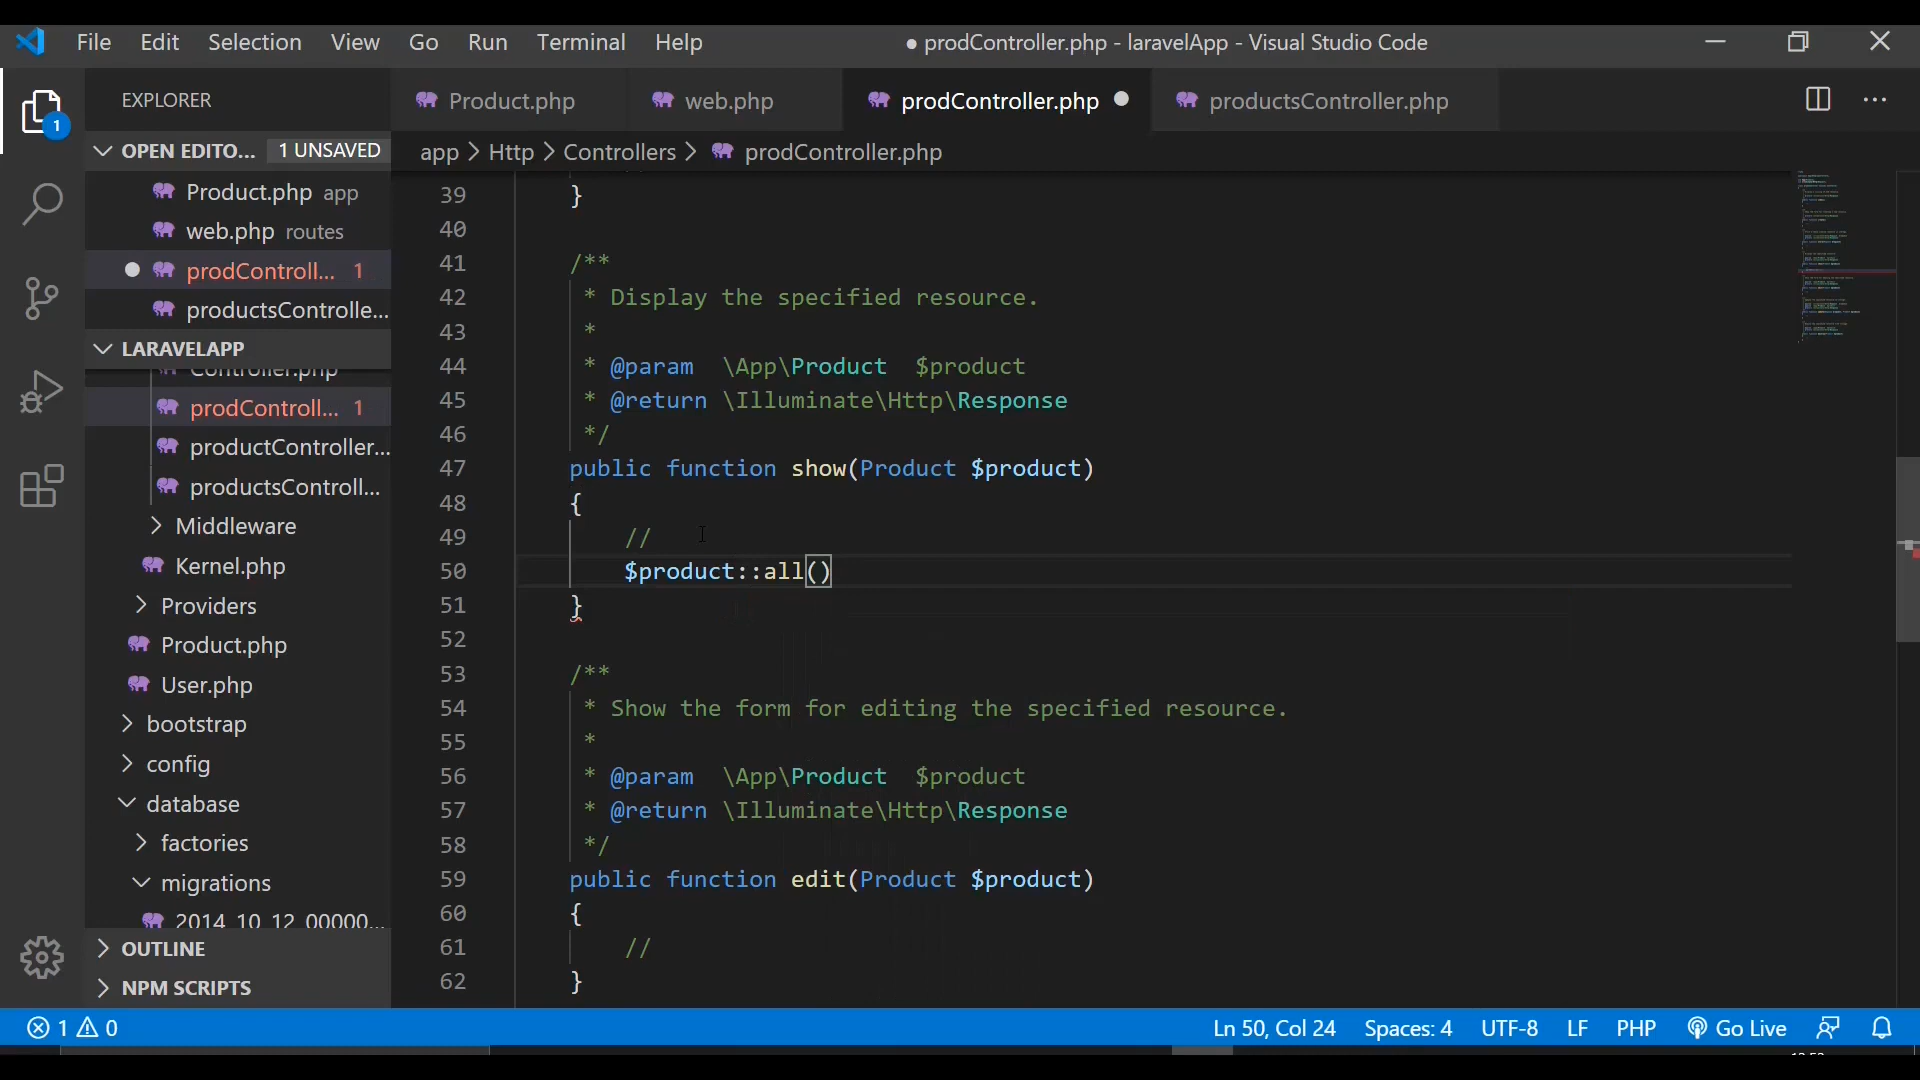 File Edit Selection View Go Run Terminal Help ● prodController.php - laravelApp - Visual Studio Code
EXPLORER Product.php web.php prodController.php productsController.php
OPEN EDITO... 1 UNSAVED
app > Http > Controllers > prodController.php
Product.php app
web.php routes
prodControll... 1
productsControlle...
LARAVELAPP
Controller.php
prodControll... 1
productController...
productsControll...
Middleware
Kernel.php
Providers
Product.php
User.php
bootstrap
config
database
factories
migrations
2014_10_12_00000...
OUTLINE
NPM SCRIPTS
39 }
40
41 /**
42 * Display the specified resource.
43 *
44 * @param \App\Product $product
45 * @return \Illuminate\Http\Response
46 */
47 public function show(Product $product)
48 {
49 //
50 $product::all()
51 }
52
53 /**
54 * Show the form for editing the specified resource.
55 *
56 * @param \App\Product $product
57 * @return \Illuminate\Http\Response
58 */
59 public function edit(Product $product)
60 {
61 //
62 }
1 0 Ln 50, Col 24 Spaces: 4 UTF-8 LF PHP Go Live